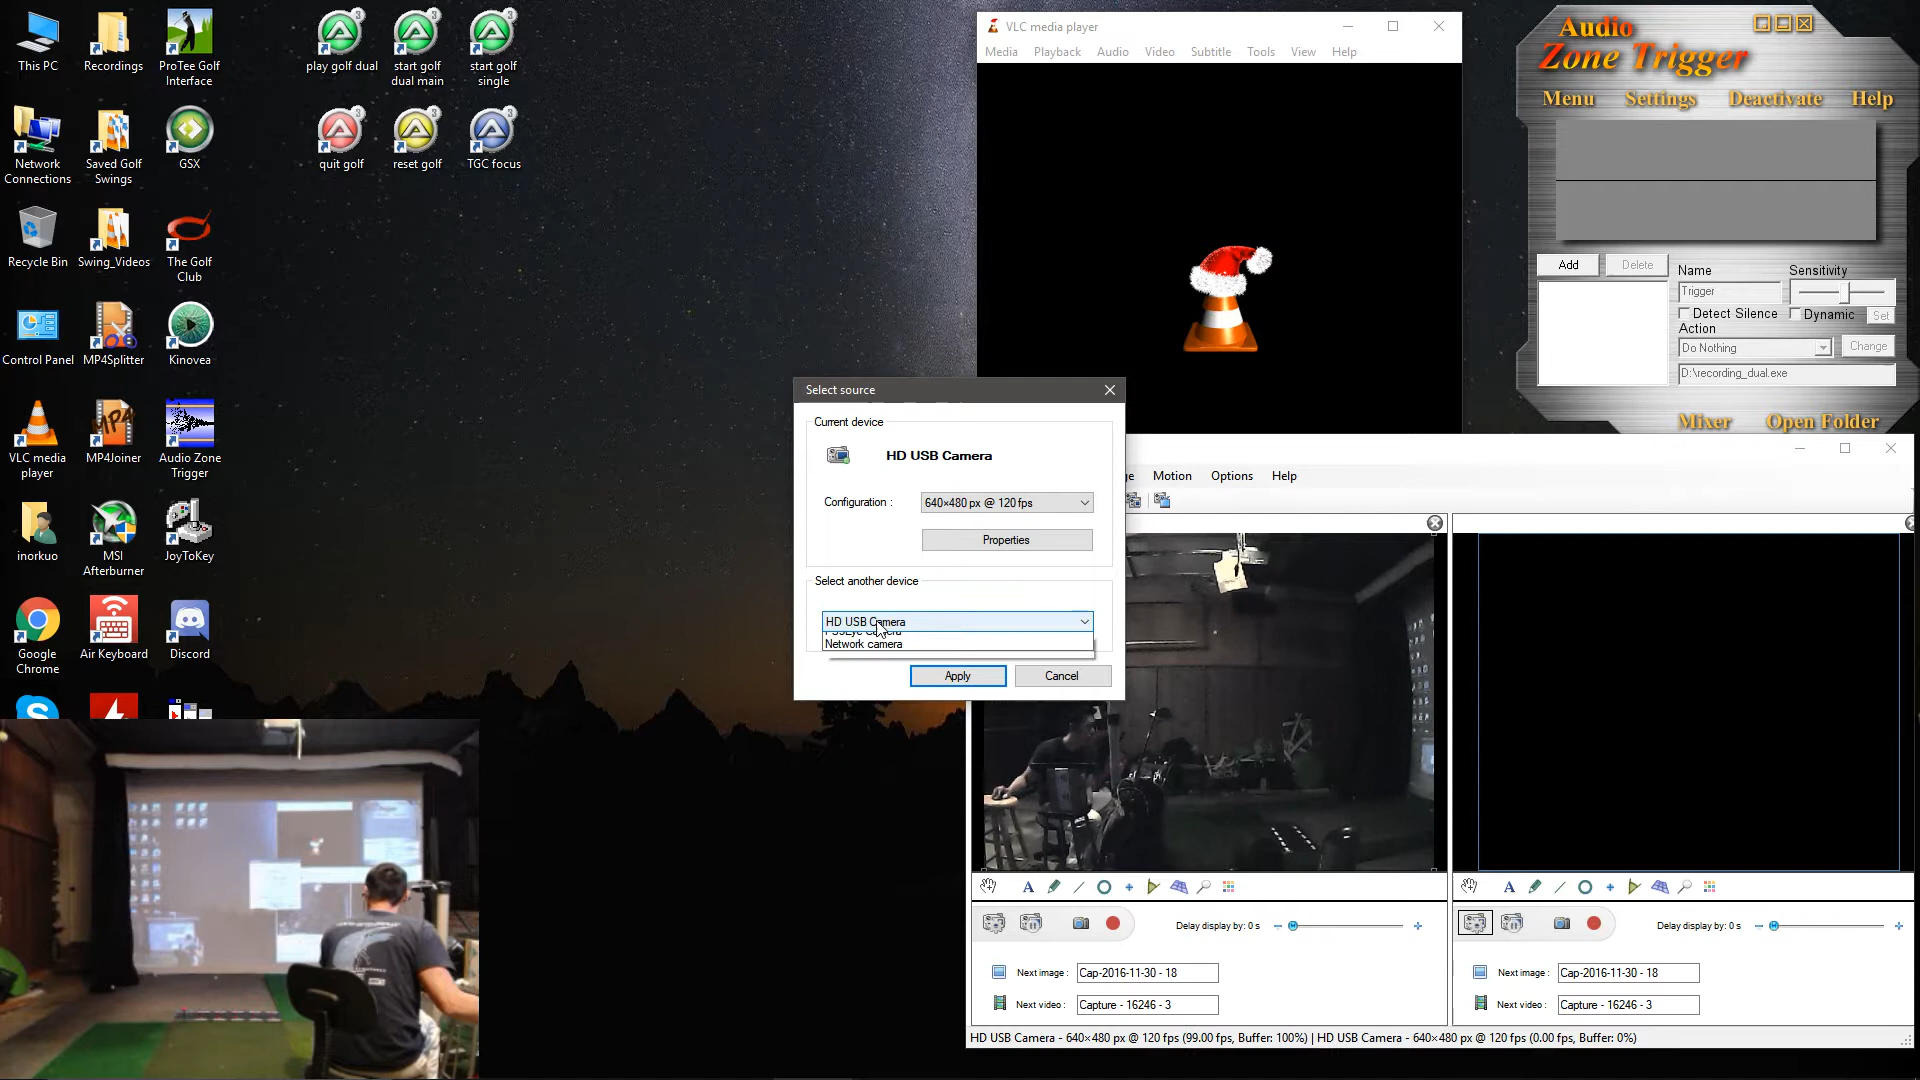 This PC
Recordings
ProTee Golf
Interface
play golf dual
start golf
dual main
start golf
single
Network
Connections
Saved Golf
Swings
GSX
quit golf
reset golf
TGC focus
Recycle Bin
Swing_Videos
The Golf
Club
Control Panel
MP4Splitter
Kinovea
VLC media
player
MP4Joiner
Audio Zone
Trigger
inorkuo
MSI
Afterburner
JoyToKey
Google
Chrome
Air Keyboard
Discord
VLC media player
Media Playback Audio Video Subtitle Tools View Help
Audio
Zone Trigger
Menu Settings Deactivate Help
Add Delete
Name
Sensitivity
Trigger
Detect Silence
Dynamic
Set
Action
Do Nothing
Change
D:\recording_dual.exe
Mixer Open Folder
Select source
Current device
HD USB Camera
Configuration :
640×480 px @ 120 fps
Properties
Select another device
HD USB Camera
PS3Eye Camera
Network camera
Apply Cancel
ge Motion Options Help
Delay display by: 0 s
Next image : Cap-2016-11-30 - 18
Next video : Capture - 16246 - 3
Delay display by: 0 s
Next image : Cap-2016-11-30 - 18
Next video : Capture - 16246 - 3
HD USB Camera - 640×480 px @ 120 fps (99.00 fps, Buffer: 100%) | HD USB Camera - 640×480 px @ 120 fps (0.00 fps, Buffer: 0%)